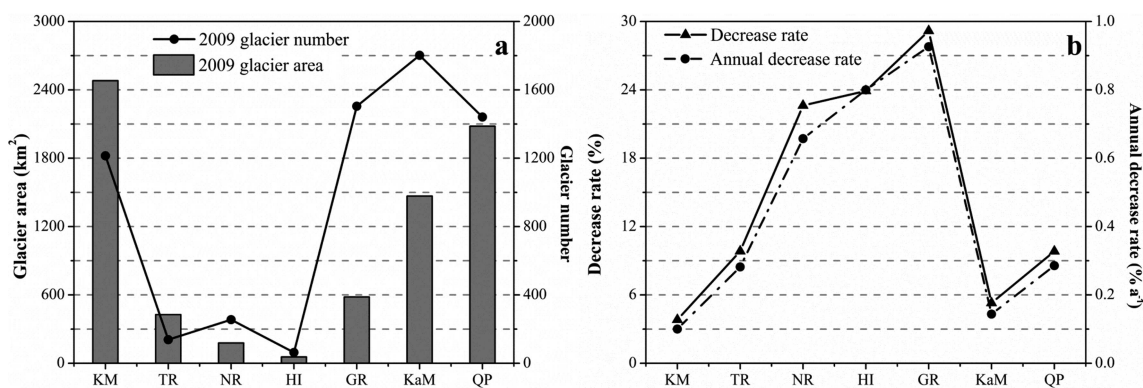 a
2009 glacier number
2009 glacier area
Glacier area (km²)
3000
2400
1800
1200
600
0
2000
1600
1200
800
400
0
Glacier number
KM TR NR HI GR KaM QP
b
Decrease rate
Annual decrease rate
Decrease rate (%)
30
24
18
12
6
0
1.0
0.8
0.6
0.4
0.2
0.0
Annual decrease rate (% a⁻¹)
KM TR NR HI GR KaM QP